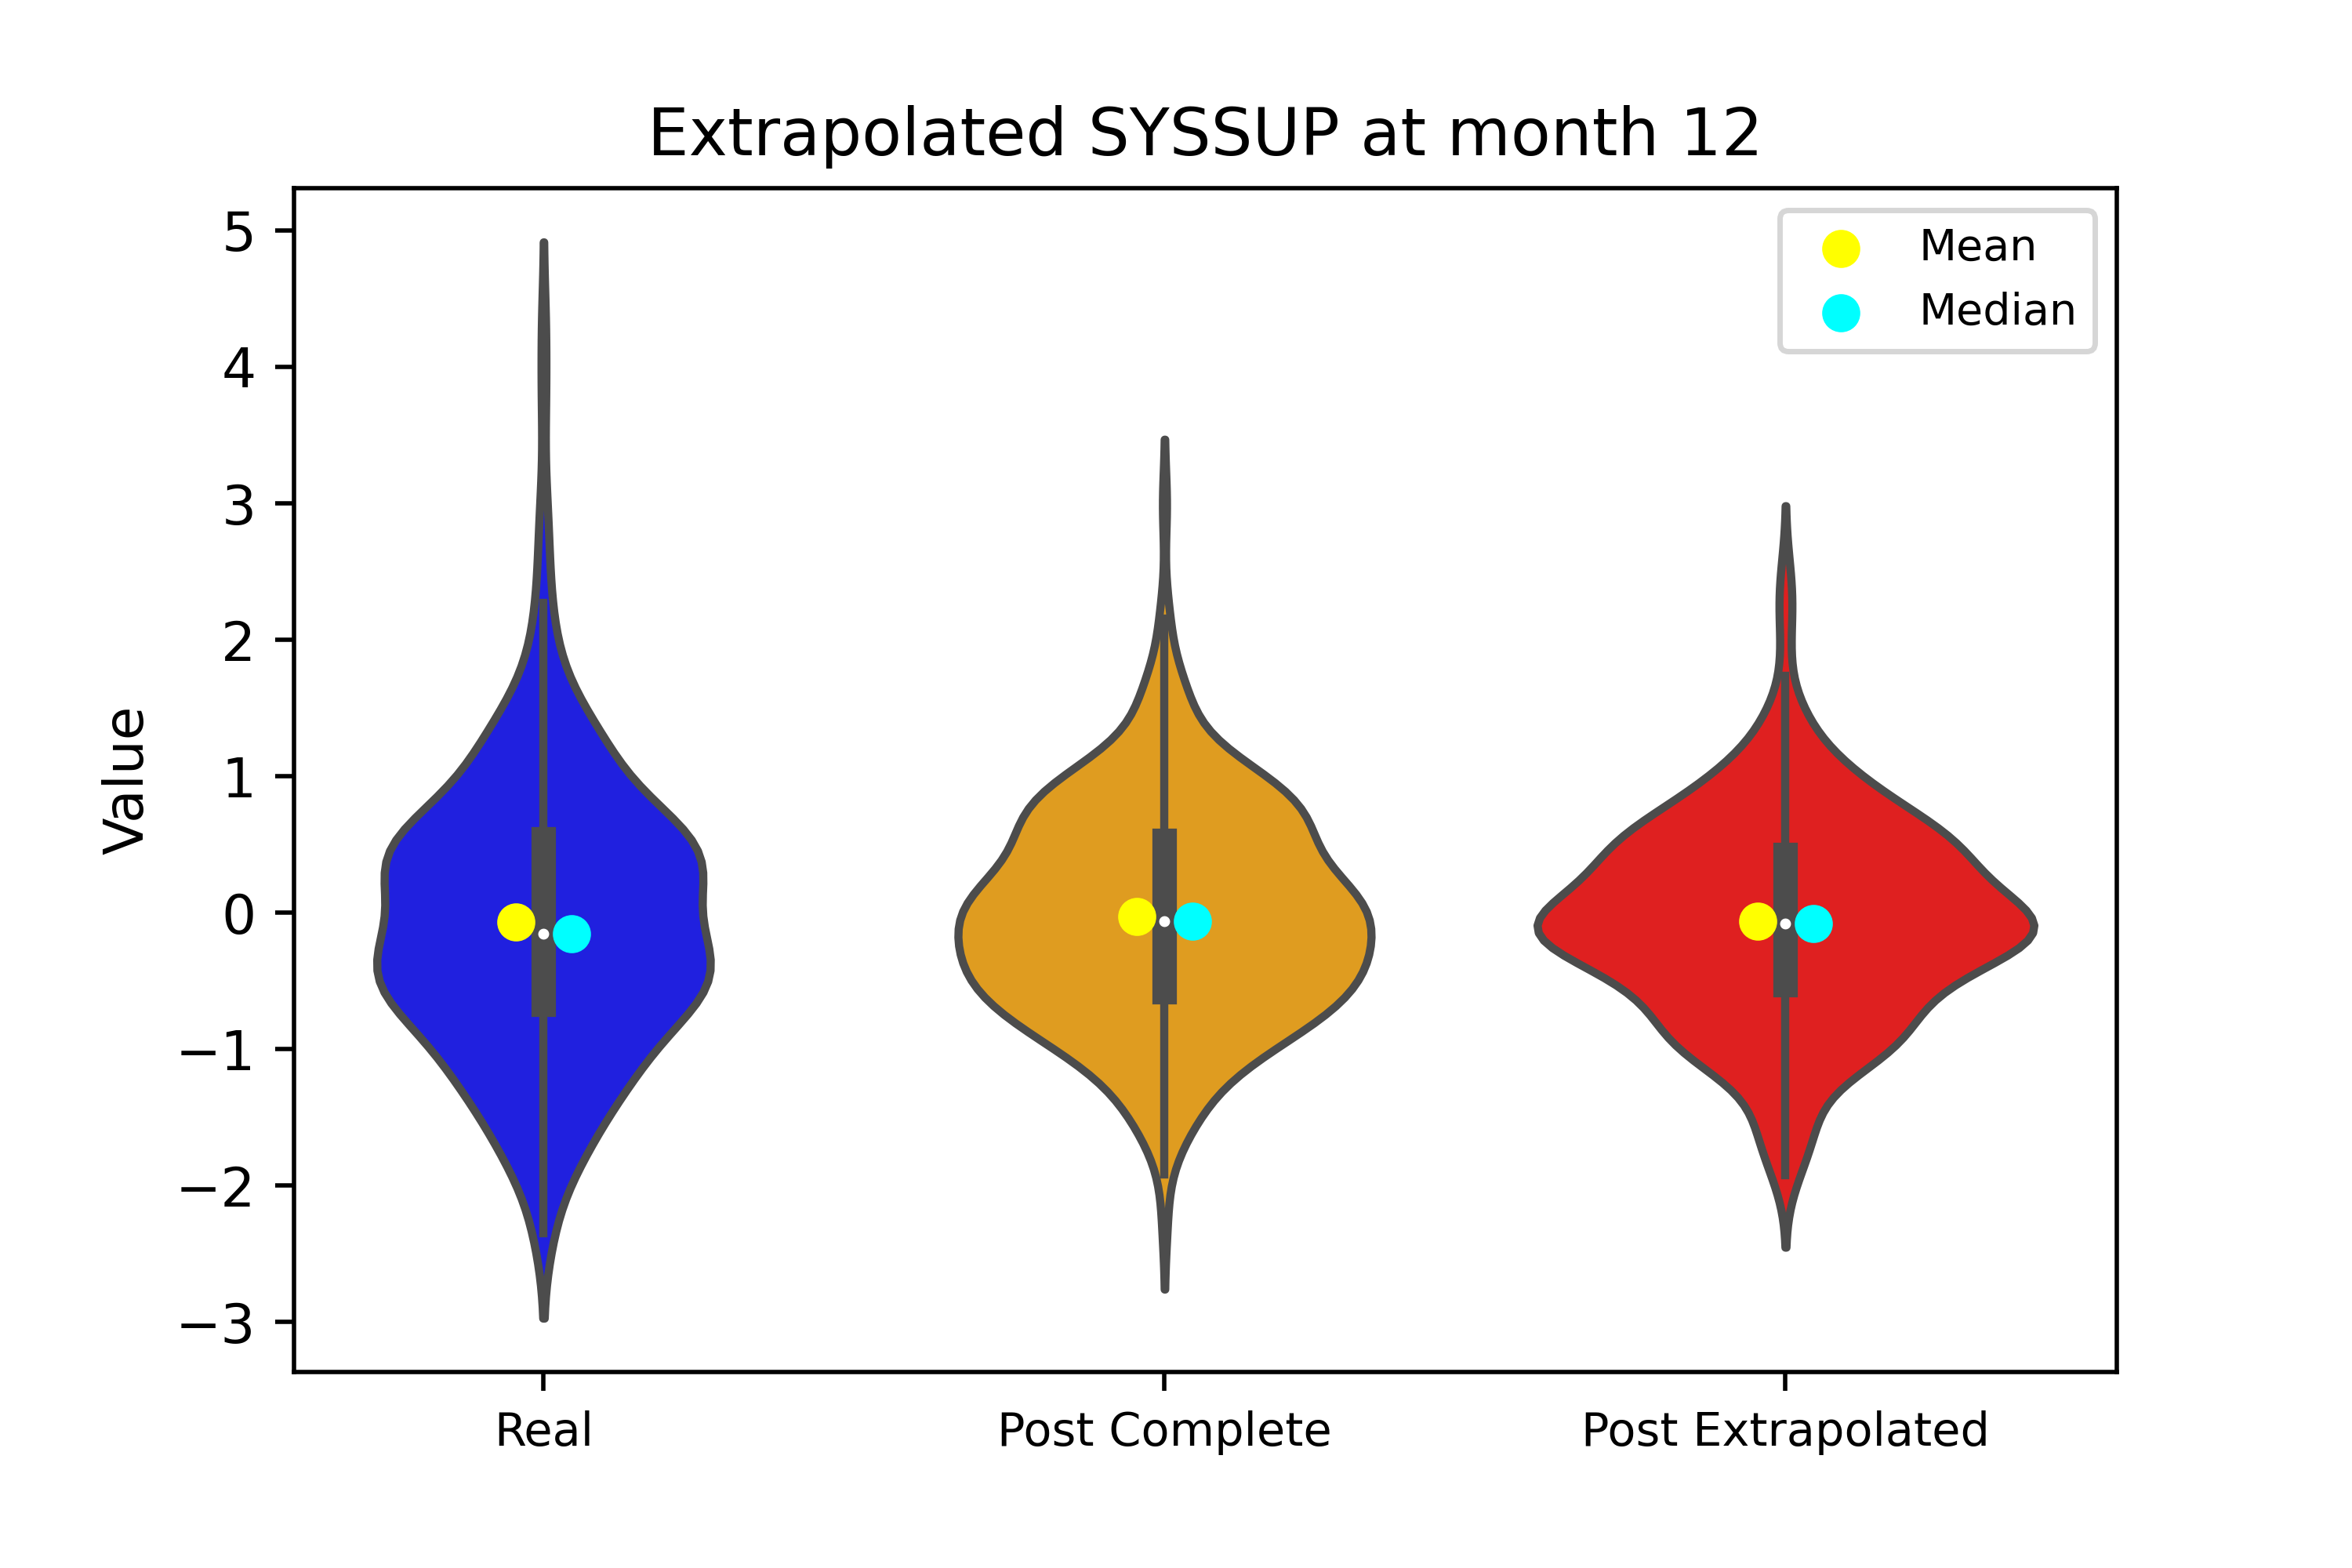 Extrapolated SYSSUP at month 12
Mean
Median
Value
5
4
3
2
1
0
−1
−2
−3
Real
Post Complete
Post Extrapolated